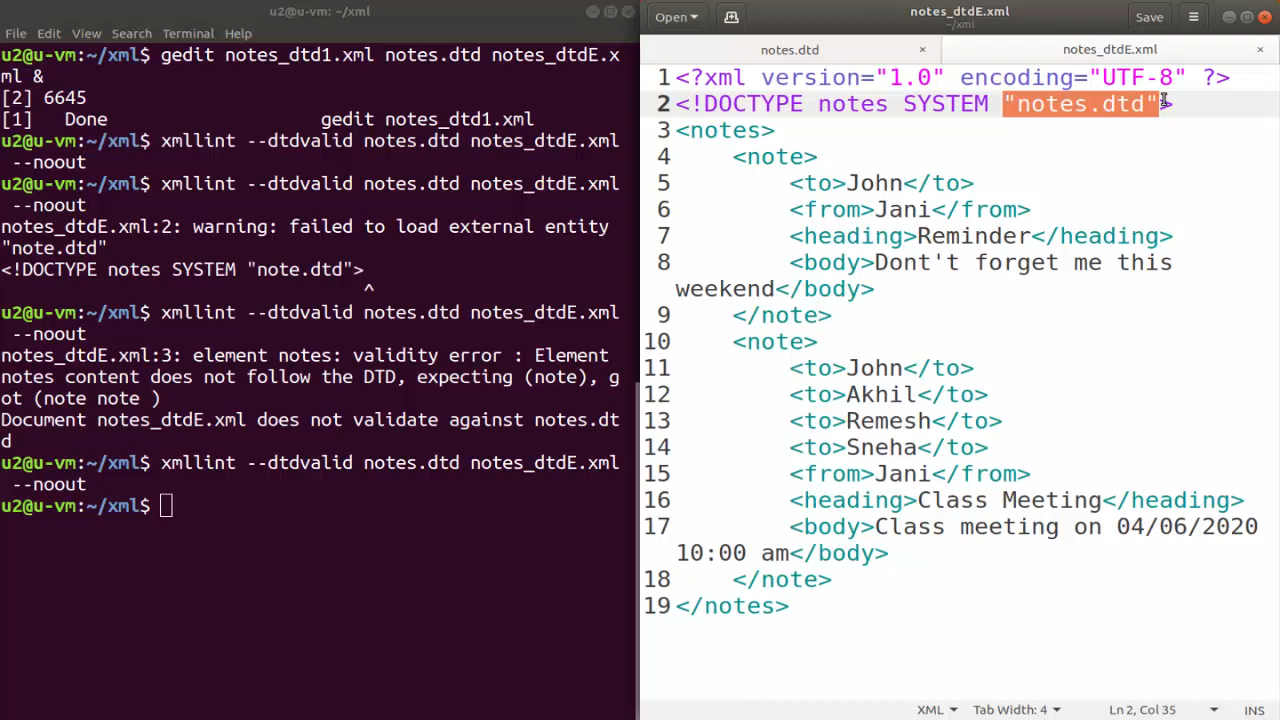 u2@u-vm: ~/xml
File Edit View Search Terminal Help
u2@u-vm:~/xml$ gedit notes_dtd1.xml notes.dtd notes_dtdE.x
ml &
[2] 6645
[1]   Done                    gedit notes_dtd1.xml
u2@u-vm:~/xml$ xmllint --dtdvalid notes.dtd notes_dtdE.xml
 --noout
u2@u-vm:~/xml$ xmllint --dtdvalid notes.dtd notes_dtdE.xml
 --noout
notes_dtdE.xml:2: warning: failed to load external entity
"note.dtd"
<!DOCTYPE notes SYSTEM "note.dtd">
^
u2@u-vm:~/xml$ xmllint --dtdvalid notes.dtd notes_dtdE.xml
 --noout
notes_dtdE.xml:3: element notes: validity error : Element
notes content does not follow the DTD, expecting (note), g
ot (note note )
Document notes_dtdE.xml does not validate against notes.dt
d
u2@u-vm:~/xml$ xmllint --dtdvalid notes.dtd notes_dtdE.xml
 --noout
u2@u-vm:~/xml$
Open
notes_dtdE.xml
~/xml
Save
notes.dtd × notes_dtdE.xml ×
1 <?xml version="1.0" encoding="UTF-8" ?>
2 <!DOCTYPE notes SYSTEM "notes.dtd">
3 <notes>
4     <note>
5         <to>John</to>
6         <from>Jani</from>
7         <heading>Reminder</heading>
8         <body>Dont't forget me this
weekend</body>
9     </note>
10     <note>
11         <to>John</to>
12         <to>Akhil</to>
13         <to>Remesh</to>
14         <to>Sneha</to>
15         <from>Jani</from>
16         <heading>Class Meeting</heading>
17         <body>Class meeting on 04/06/2020
10:00 am</body>
18     </note>
19 </notes>
XML Tab Width: 4 Ln 2, Col 35 INS